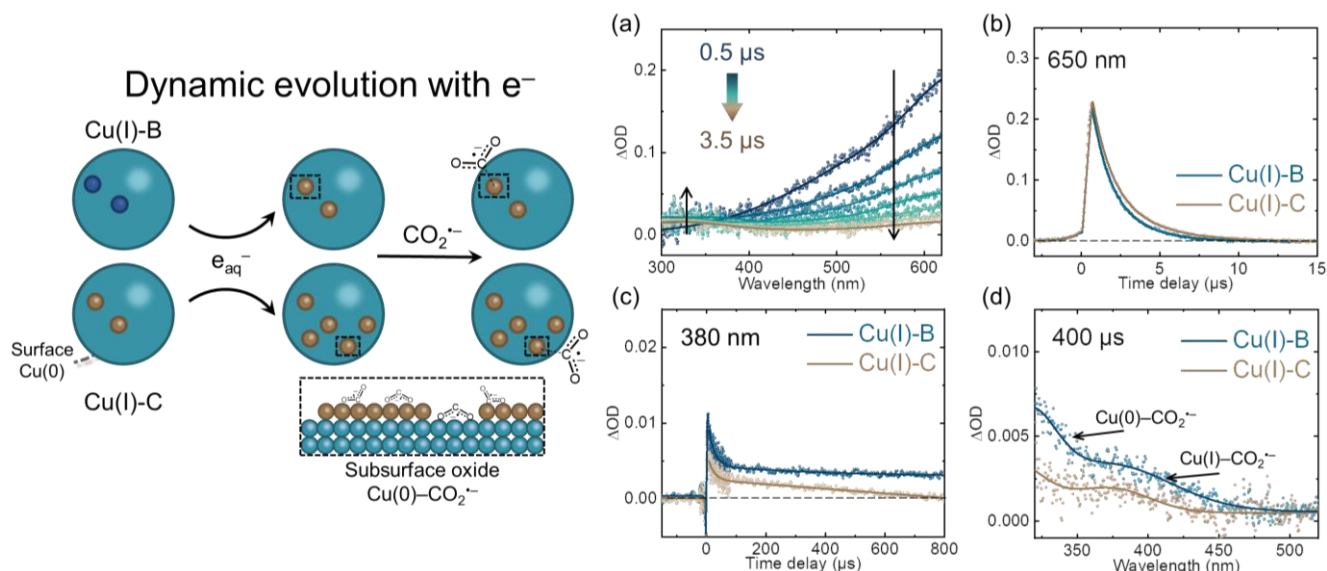 Dynamic evolution with e⁻
Cu(I)-B
e_aq⁻
CO₂•⁻
Surface
Cu(0)
Cu(I)-C
O
C
O
•−
O
C
O
•−
Subsurface oxide
Cu(0)–CO₂•⁻
(a)
0.5 µs
3.5 µs
0.2
0.1
0.0
ΔOD
300 400 500 600
Wavelength (nm)
(b)
650 nm
0.3
0.2
0.1
0.0
ΔOD
Cu(I)-B
Cu(I)-C
0 5 10 15
Time delay (µs)
(c)
380 nm
0.02
0.01
0.00
ΔOD
Cu(I)-B
Cu(I)-C
0 200 400 600 800
Time delay (µs)
(d)
400 µs
0.010
0.005
0.000
ΔOD
Cu(I)-B
Cu(I)-C
Cu(0)–CO₂•⁻
Cu(I)–CO₂•⁻
350 400 450 500
Wavelength (nm)